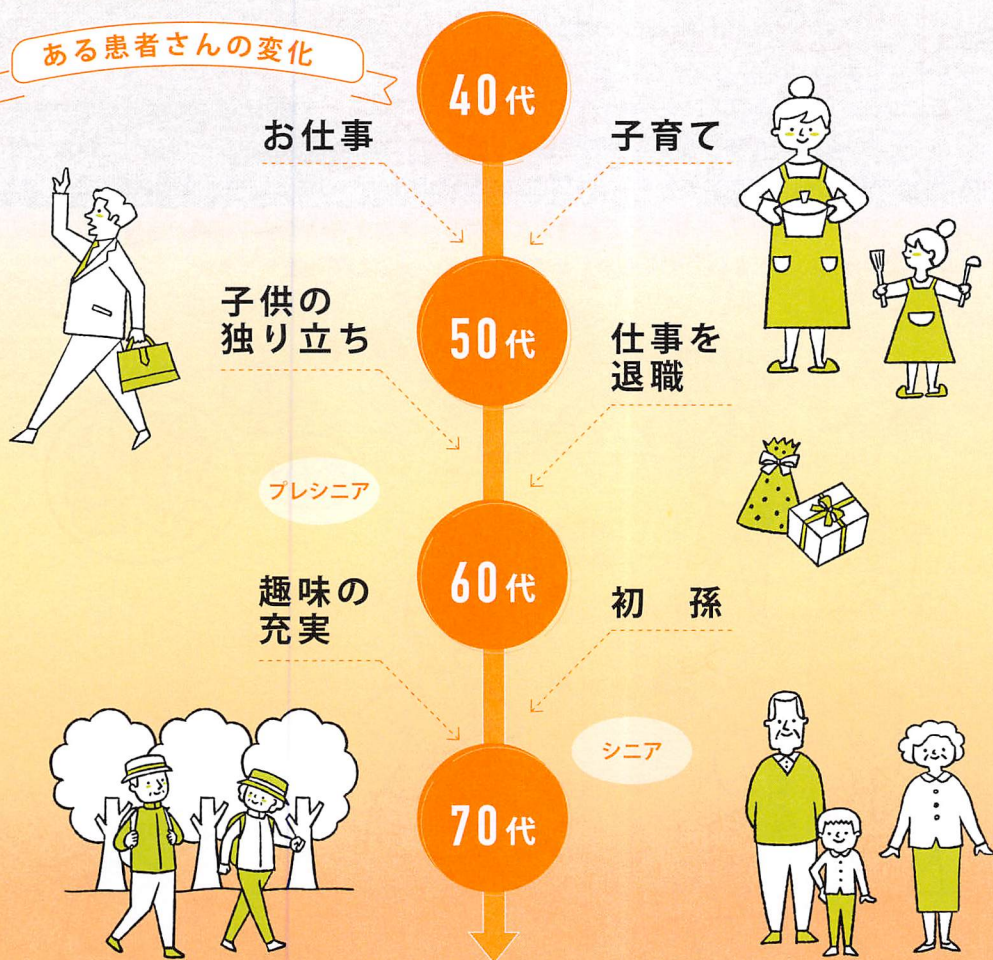 ある患者さんの変化
40代
お仕事
子育て
子供の
独り立ち
50代
仕事を
退職
プレシニア
60代
趣味の
充実
初 孫
シニア
70代